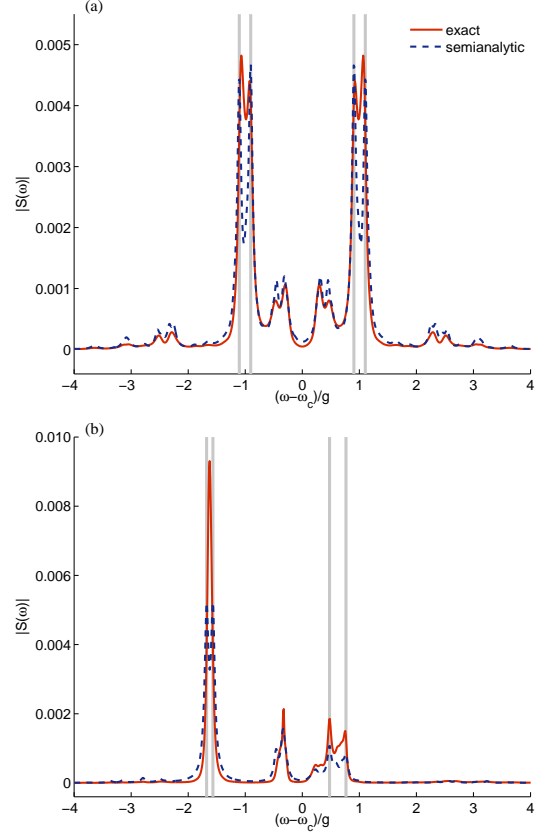 (a)
exact
semianalytic
0.005
0.004
0.003
0.002
0.001
0
|S(ω)|
−4 −3 −2 −1 0 1 2 3 4
(ω−ω_c)/g
(b)
0.010
0.008
0.006
0.004
0.002
0
|S(ω)|
−4 −3 −2 −1 0 1 2 3 4
(ω−ω_c)/g